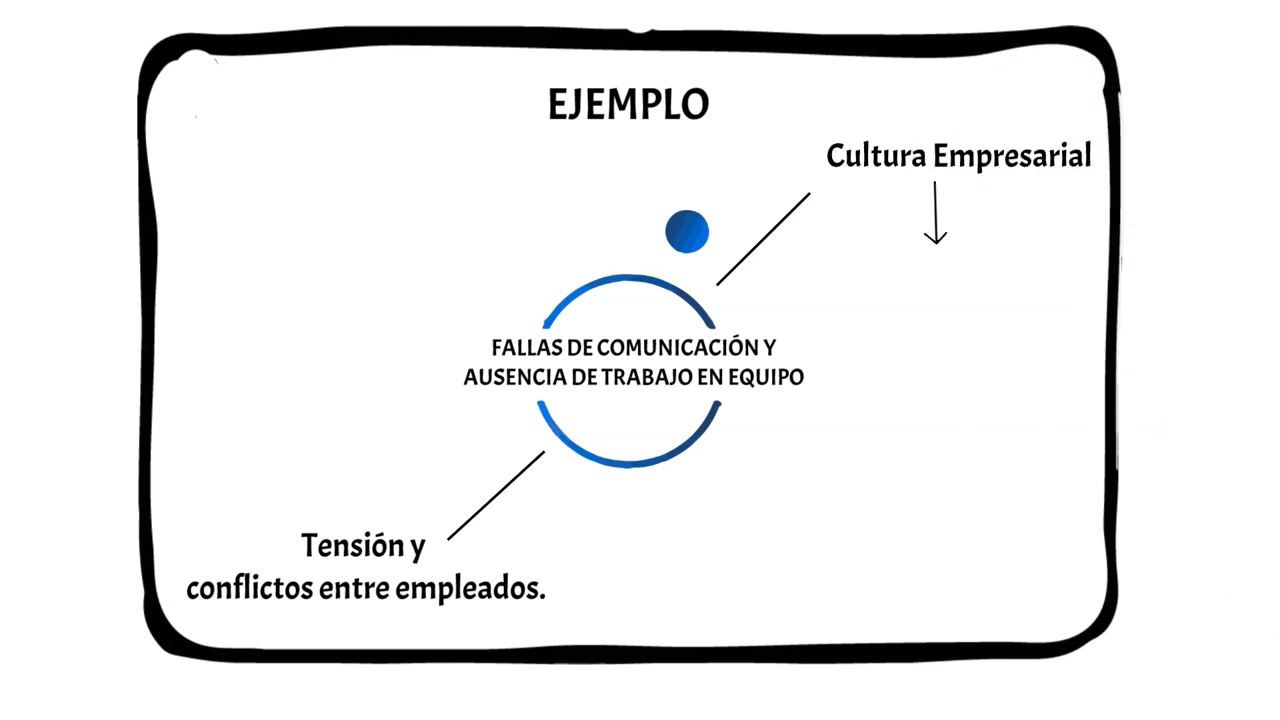 EJEMPLO
Cultura Empresarial
FALLAS DE COMUNICACIÓN Y
AUSENCIA DE TRABAJO EN EQUIPO
Tensión y
conflictos entre empleados.